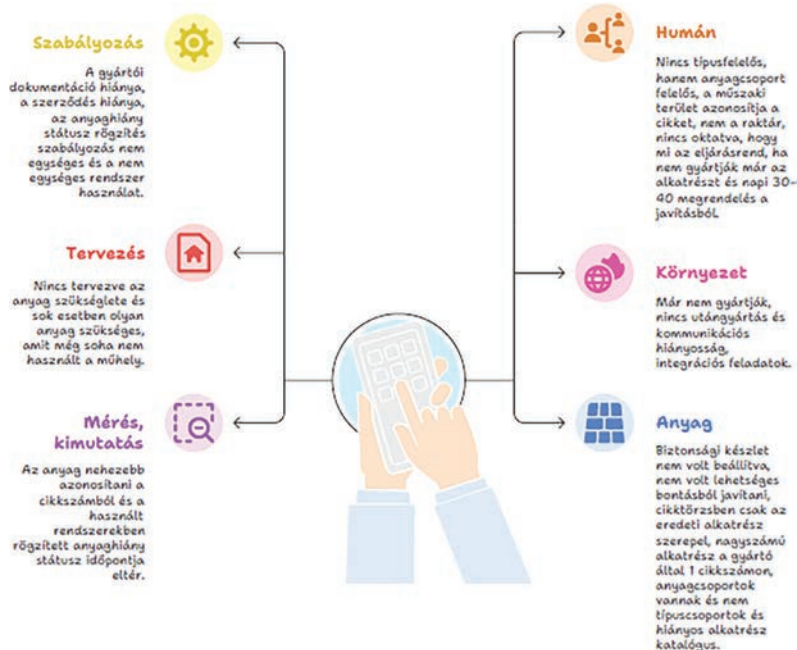 Szabályozás
A gyártói
dokumentáció hiánya,
a szerződés hiánya,
az anyaghiány
státusz rögzítés
szabályozás nem
egységes és a nem
egységes rendszer
használat.
Tervezés
Nincs tervezve az
anyag szükséglete és
sok esetben olyan
anyag szükséges,
amit még soha nem
használt a műhely.
Mérés,
kimutatás
Az anyag nehezebb
azonosítani a
cikkszámból és a
használt
rendszerekben
rögzített anyaghiány
státusz időpontja
eltér.
Humán
Nincs típusfelelős,
hanem anyagcsoport
felelős, a műszaki
terület azonosítja a
cikket, nem a raktár,
nincs oktatva, hogy
mi az eljárásrend, ha
nem gyártják már az
alkatrészt és napi 30-
40 megrendelés a
javításból.
Környezet
Már nem gyártják,
nincs utángyártás és
kommunikációs
hiányosság,
integrációs feladatok.
Anyag
Biztonsági készlet
nem volt beállítva,
nem volt lehetséges
bontásból javítani,
cikktörzsben csak az
eredeti alkatrész
szerepel, nagyszámú
alkatrész a gyártó
által 1 cikkszámon,
anyagcsoportok
vannak és nem
típuscsoportok és
hiányos alkatrész
katalógus.